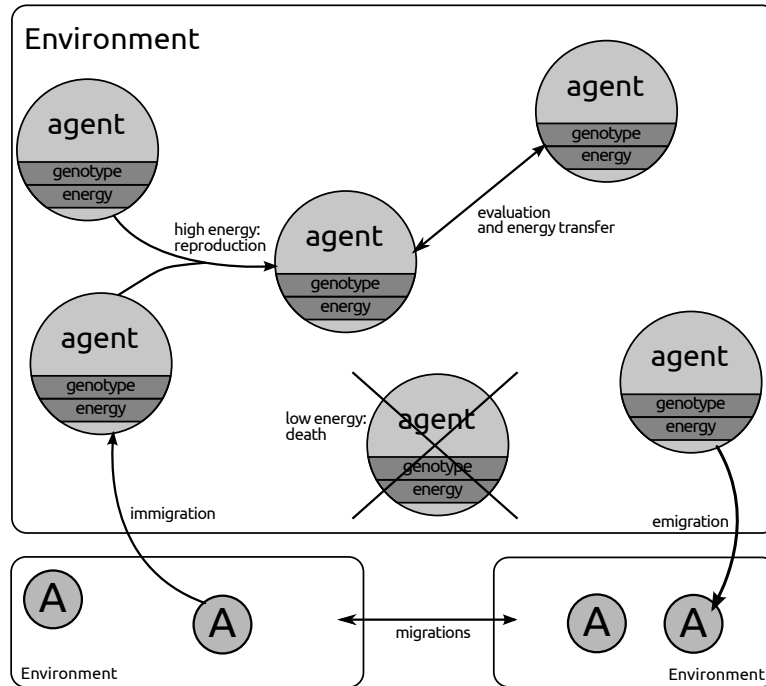 Environment
agent
genotype
energy
agent
genotype
energy
high energy:
reproduction
agent
genotype
energy
evaluation
and energy transfer
agent
genotype
energy
agent
genotype
energy
low energy:
death
agent
genotype
energy
immigration
emigration
A
A
Environment
migrations
A
A
Environment